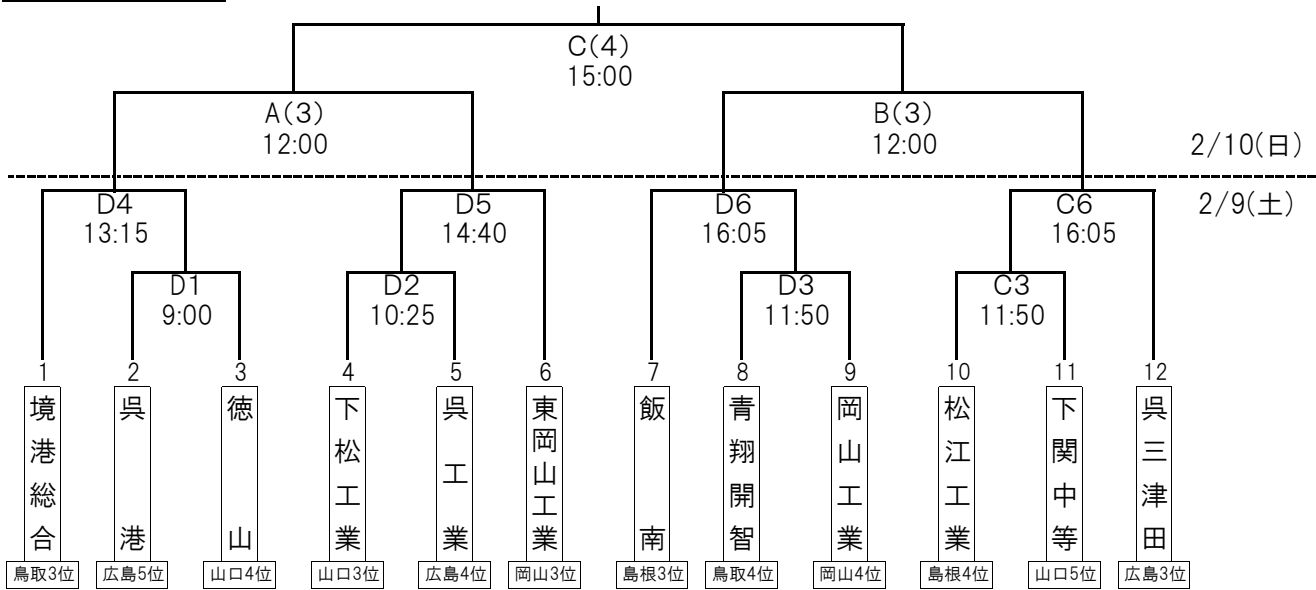 C(4)
15:00
A(3)
12:00
B(3)
12:00
2/10(日)
2/9(土)
D4
13:15
D5
14:40
D6
16:05
C6
16:05
D1
9:00
D2
10:25
D3
11:50
C3
11:50
1
2
3
4
5
6
7
8
9
10
11
12
境港総合
呉港
徳山
下松工業
呉工業
東岡山工業
飯南
青翔開智
岡山工業
松江工業
下関中等
呉三津田
鳥取3位
広島5位
山口4位
山口3位
広島4位
岡山3位
島根3位
鳥取4位
岡山4位
島根4位
山口5位
広島3位